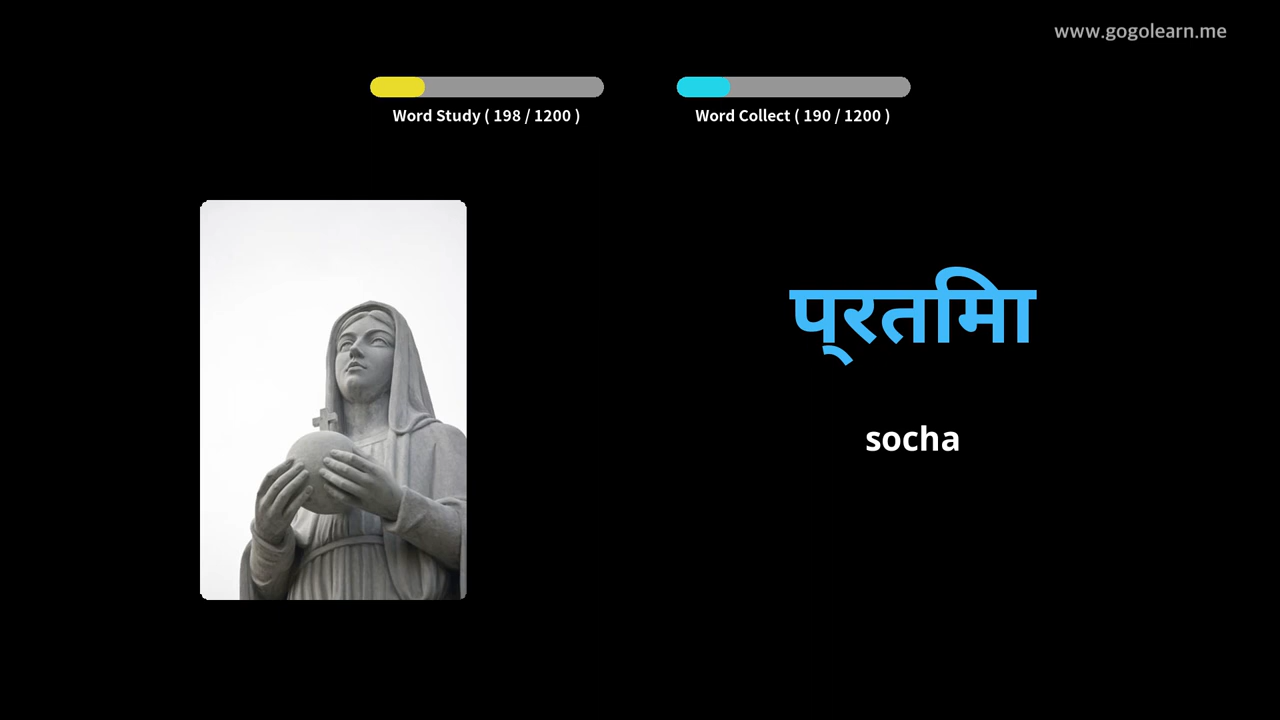 www.gogolearn.me
Word Study ( 198 / 1200 )
Word Collect ( 190 / 1200 )
प्रतिमा
socha